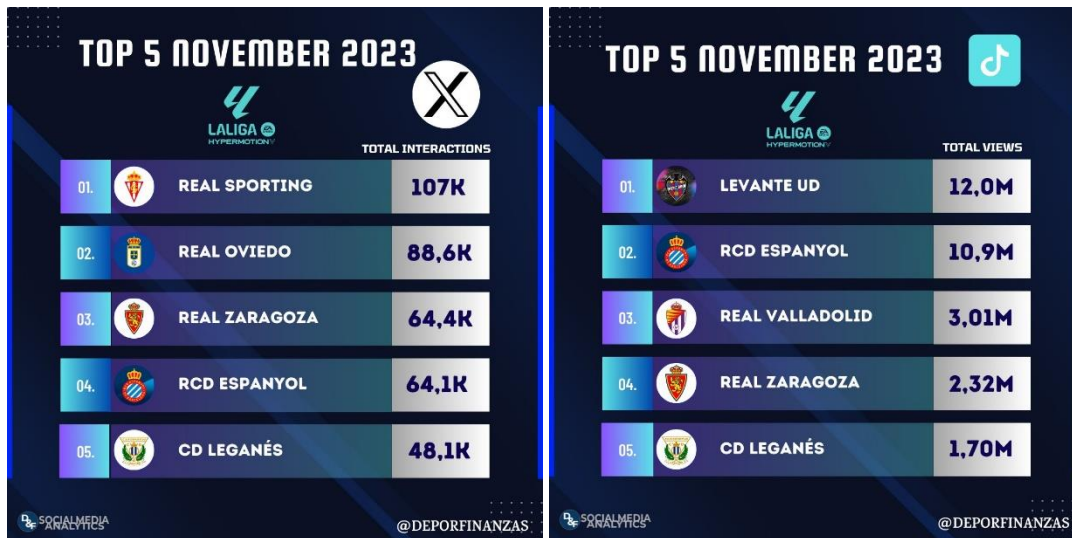 TOP 5 NOVEMBER 2023
LALIGA EA
HYPERMOTION
TOTAL INTERACTIONS
01. REAL SPORTING 107K
02. REAL OVIEDO 88,6K
03. REAL ZARAGOZA 64,4K
04. RCD ESPANYOL 64,1K
05. CD LEGANÉS 48,1K
D&F SOCIALMEDIA
ANALYTICS
@DEPORFINANZAS
TOP 5 NOVEMBER 2023
LALIGA EA
HYPERMOTION
TOTAL VIEWS
01. LEVANTE UD 12,0M
02. RCD ESPANYOL 10,9M
03. REAL VALLADOLID 3,01M
04. REAL ZARAGOZA 2,32M
05. CD LEGANÉS 1,70M
D&F SOCIALMEDIA
ANALYTICS
@DEPORFINANZAS